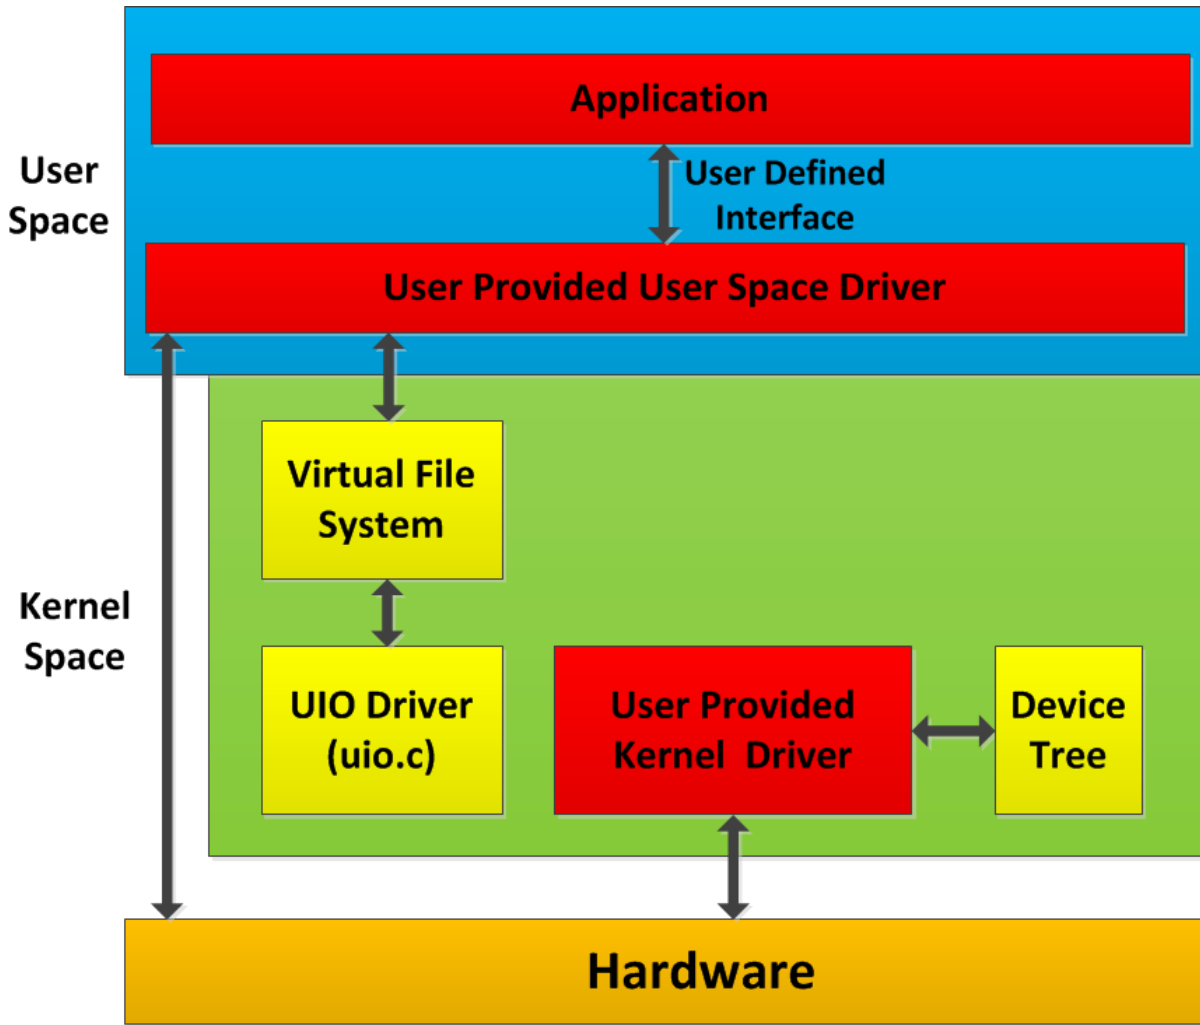 Application
User
Space
User Defined
Interface
User Provided User Space Driver
Virtual File
System
Kernel
Space
UIO Driver
(uio.c)
User Provided
Kernel Driver
Device
Tree
Hardware